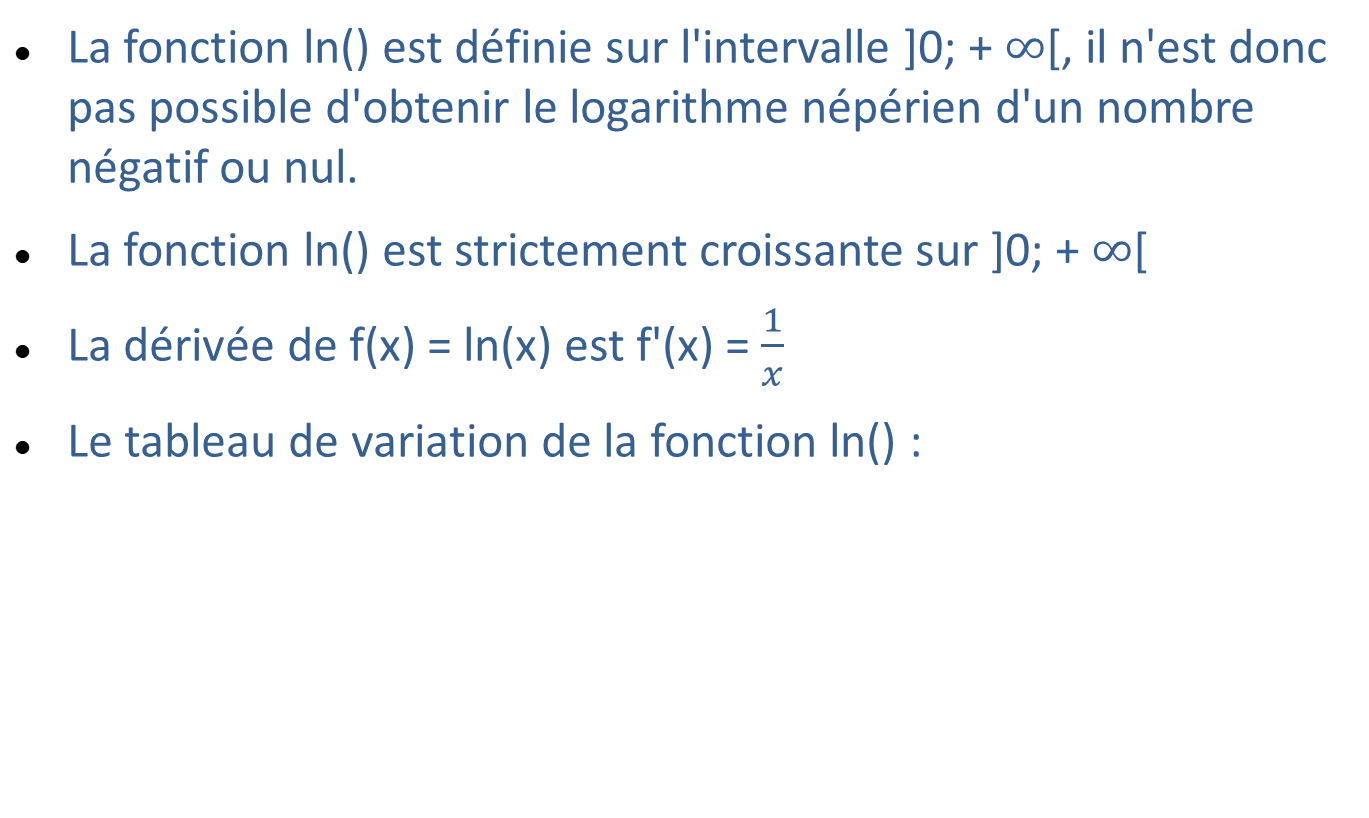 • La fonction ln() est définie sur l'intervalle ]0; + ∞[, il n'est donc
pas possible d'obtenir le logarithme népérien d'un nombre
négatif ou nul.
• La fonction ln() est strictement croissante sur ]0; + ∞[
• La dérivée de f(x) = ln(x) est f'(x) = 1/x
• Le tableau de variation de la fonction ln() :